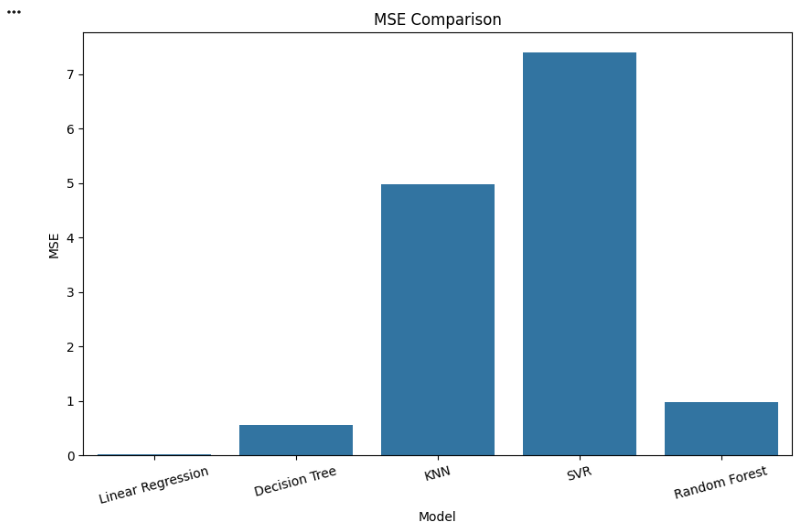 ...
MSE Comparison
MSE
7
6
5
4
3
2
1
0
Linear Regression
Decision Tree
KNN
SVR
Random Forest
Model